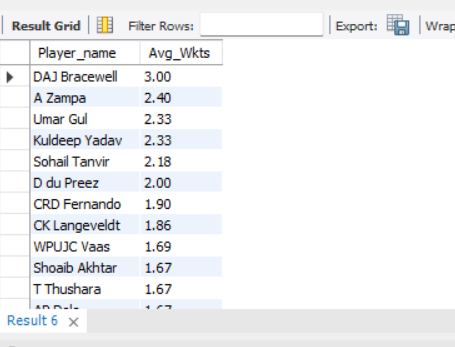 Result Grid Filter Rows: Export: Wrap
Player_name Avg_Wkts
DAJ Bracewell 3.00
A Zampa 2.40
Umar Gul 2.33
Kuldeep Yadav 2.33
Sohail Tanvir 2.18
D du Preez 2.00
CRD Fernando 1.90
CK Langeveldt 1.86
WPUJC Vaas 1.69
Shoaib Akhtar 1.67
T Thushara 1.67
1.67
Result 6